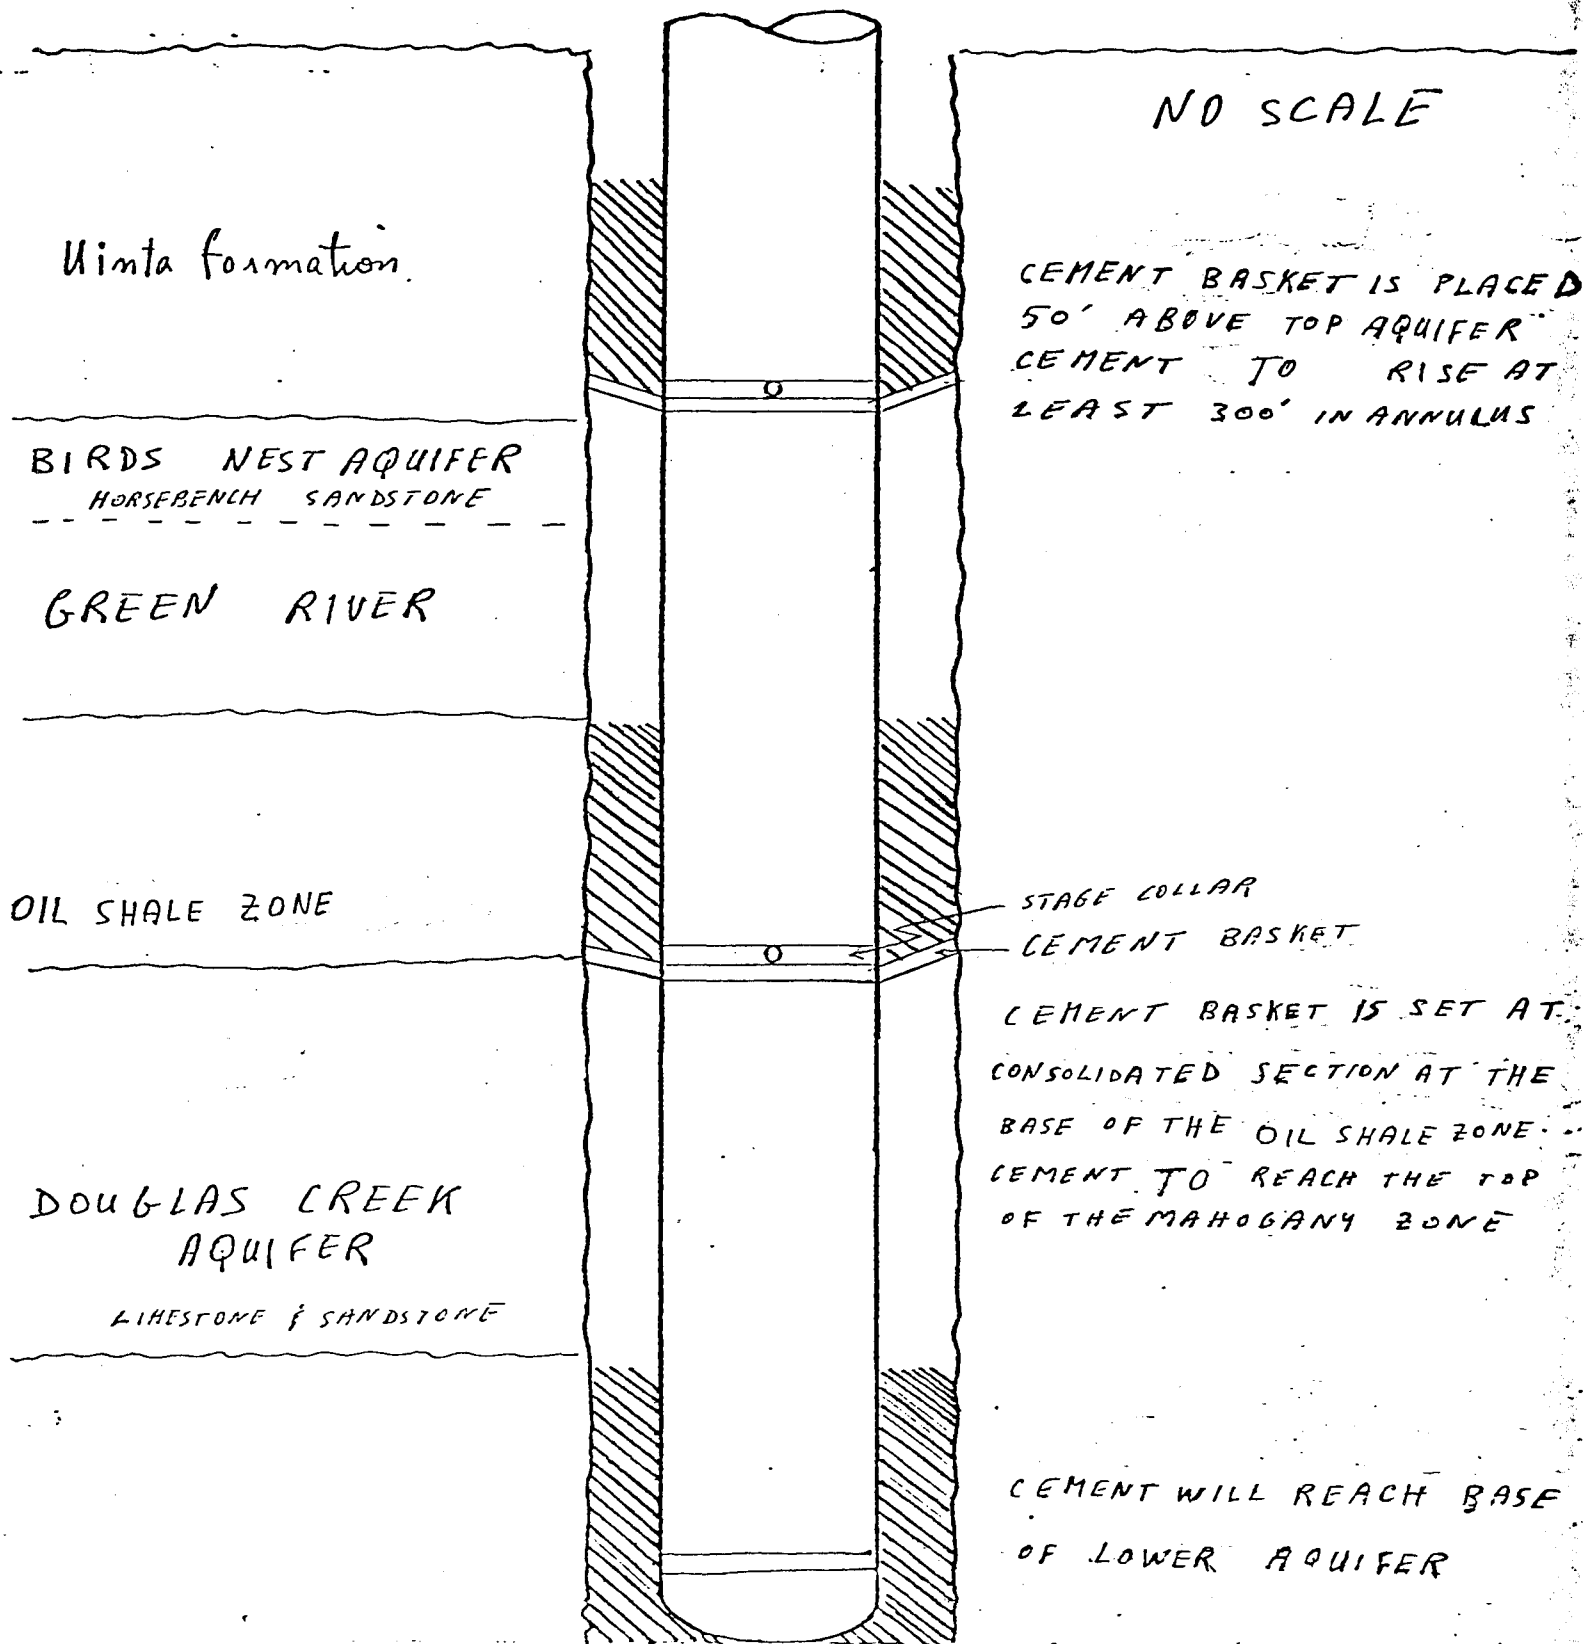 NO SCALE
Uinta formation.
CEMENT BASKET IS PLACED
50' ABOVE TOP AQUIFER
CEMENT TO RISE AT
LEAST 300' IN ANNULUS
BIRDS NEST AQUIFER
HORSEBENCH SANDSTONE
GREEN RIVER
OIL SHALE ZONE
STAGE COLLAR
CEMENT BASKET
CEMENT BASKET IS SET AT
CONSOLIDATED SECTION AT THE
BASE OF THE OIL SHALE ZONE.
CEMENT TO REACH THE TOP
OF THE MAHOGANY ZONE
DOUGLAS CREEK
AQUIFER
LIMESTONE & SANDSTONE
CEMENT WILL REACH BASE
OF LOWER AQUIFER